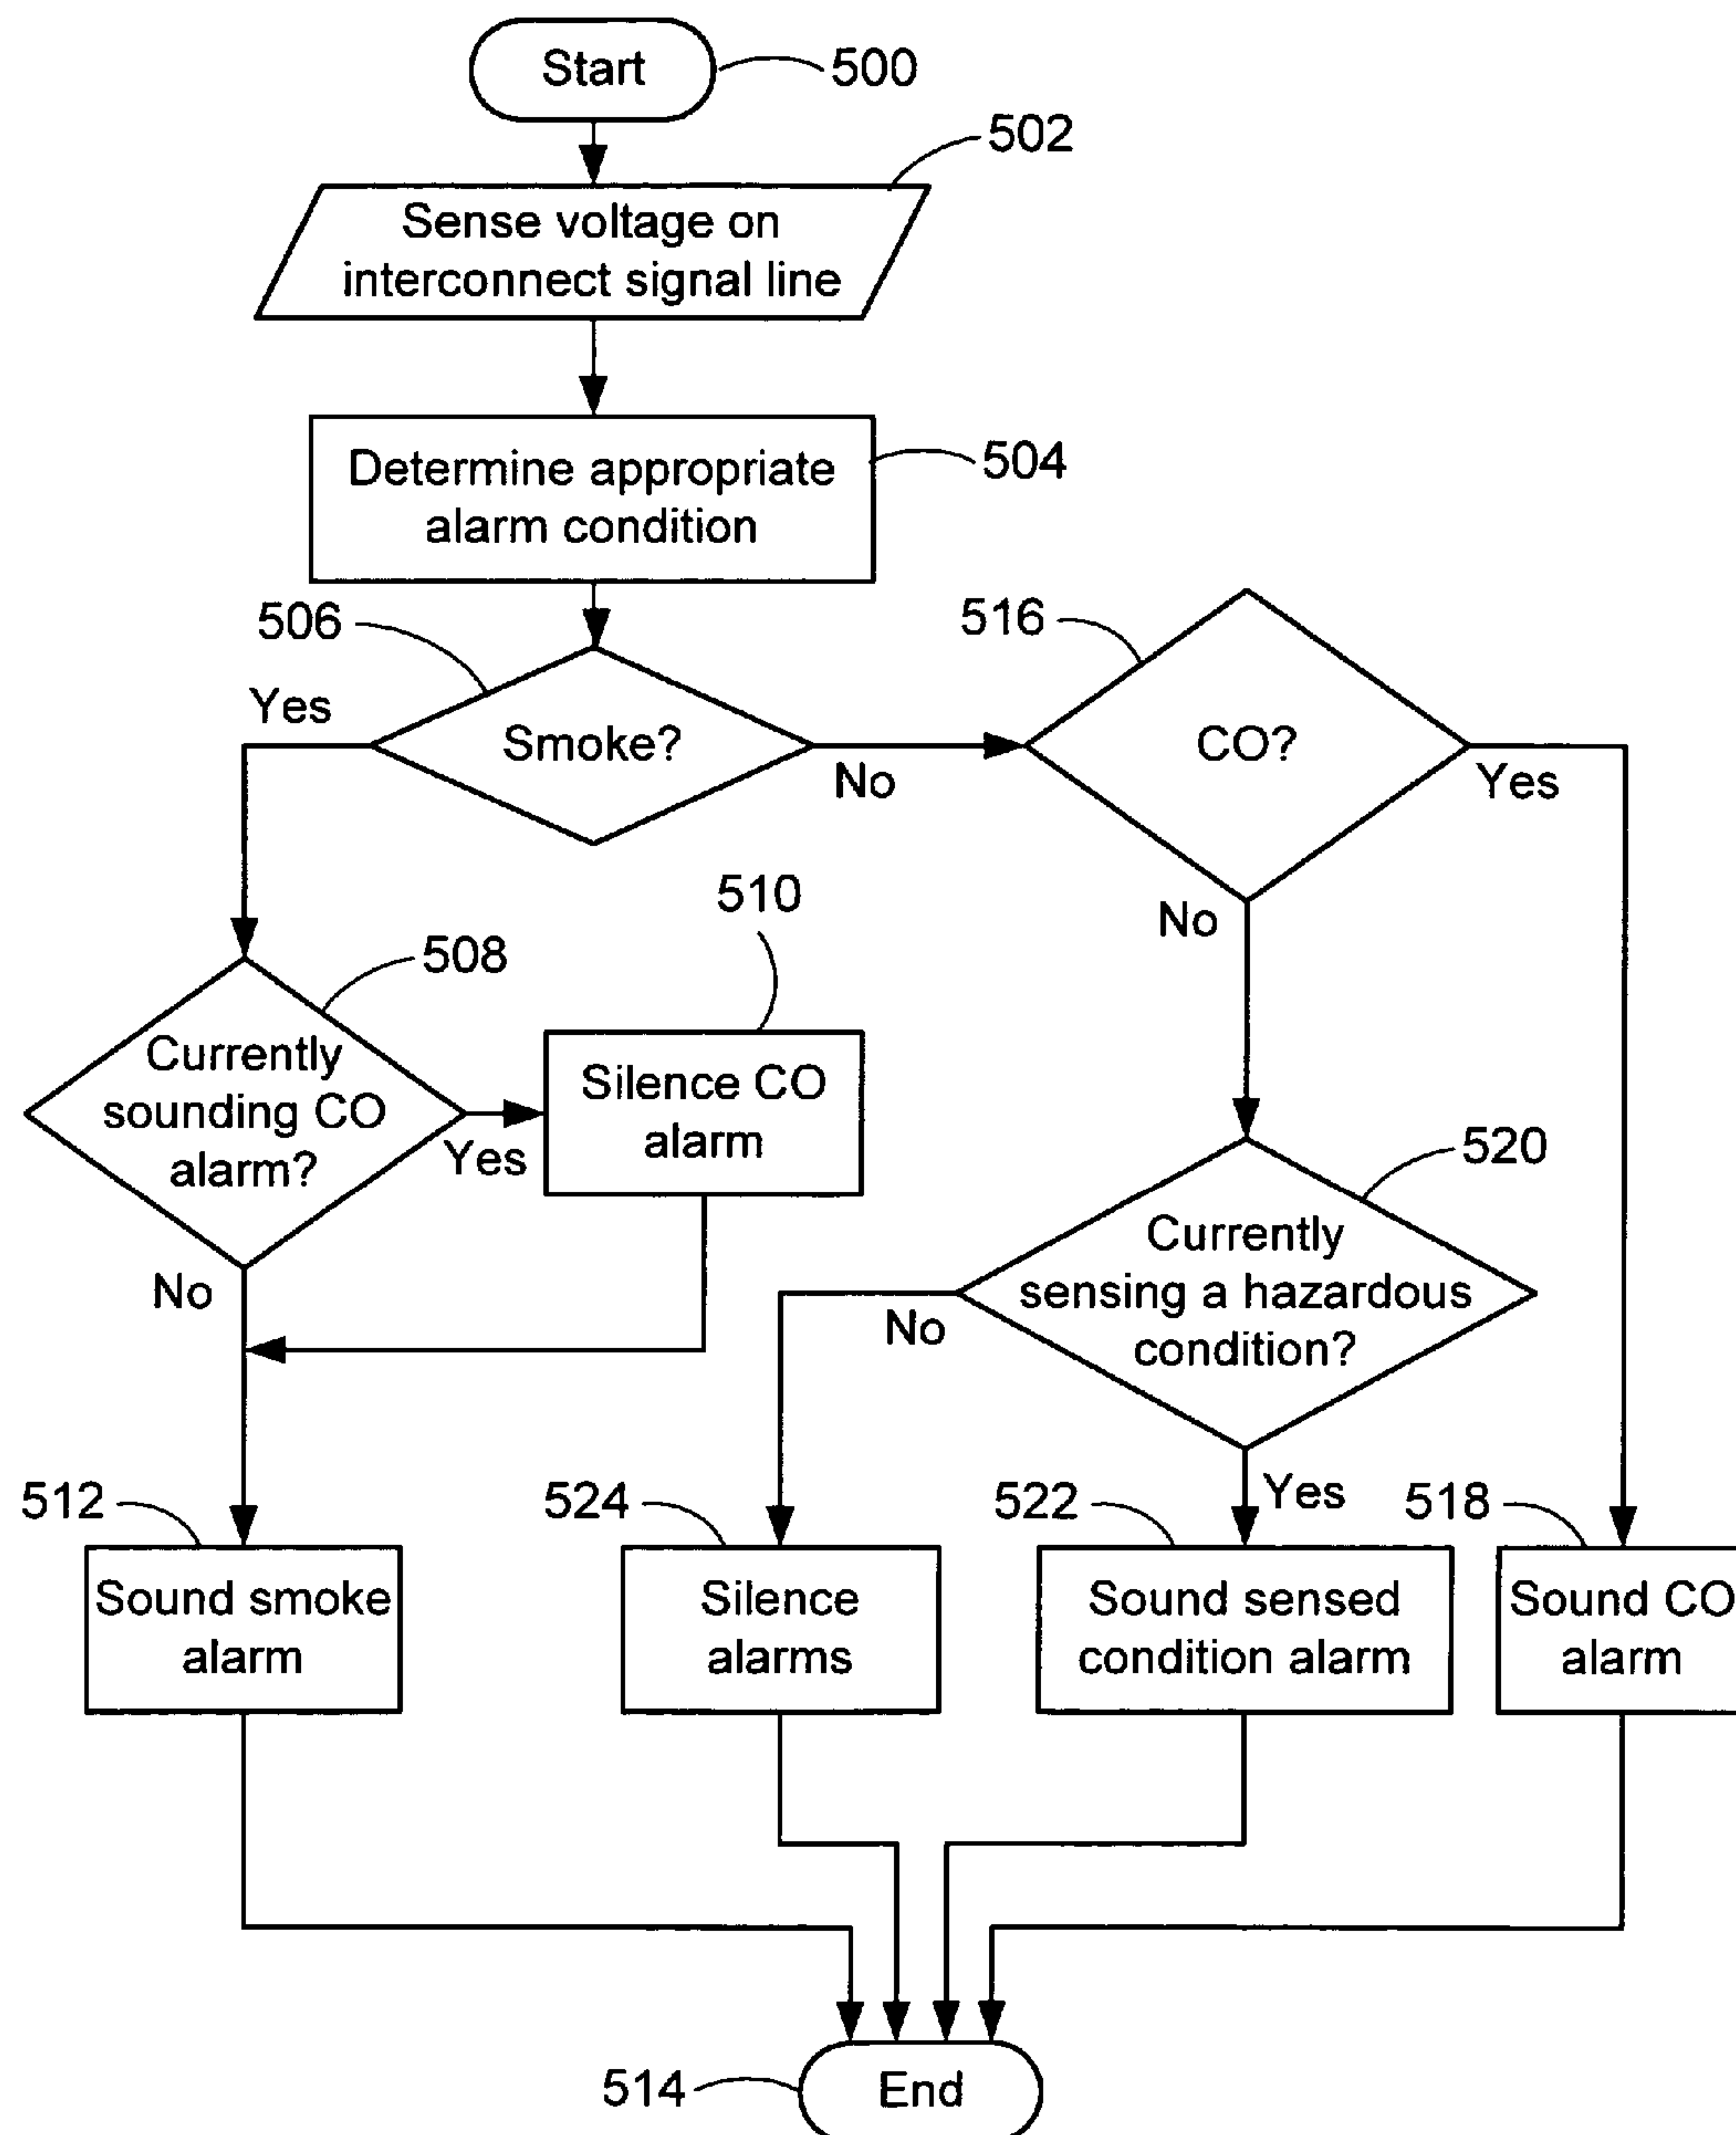 Start
500
502
Sense voltage on
interconnect signal line
Determine appropriate
alarm condition
504
506
516
Yes
Smoke?
No
CO?
Yes
510
No
508
Currently
sounding CO
alarm?
Yes
Silence CO
alarm
520
No
Currently
sensing a hazardous
condition?
No
512
524
522
Yes
518
Sound smoke
alarm
Silence
alarms
Sound sensed
condition alarm
Sound CO
alarm
514
End